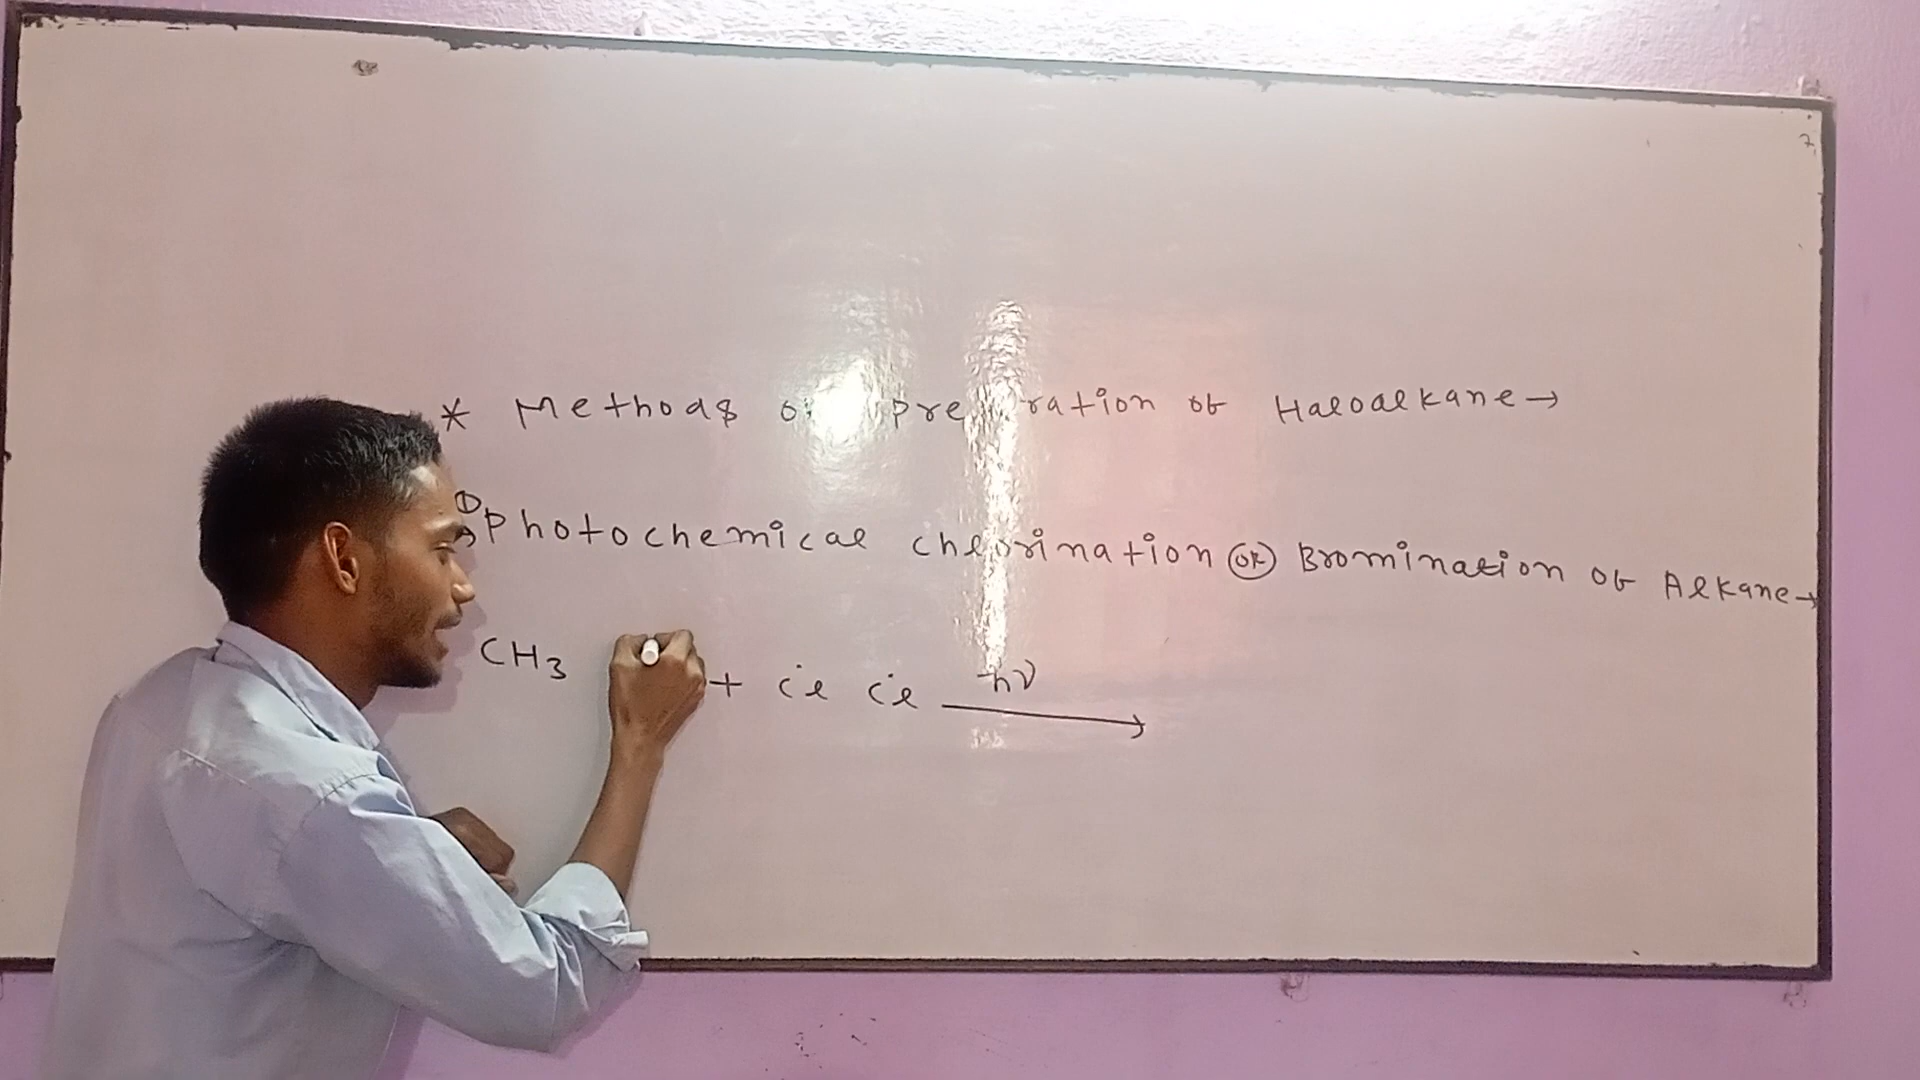 * Methods of preparation of Haloalkane →
① Photochemical chlorination (OR) Bromination of Alkane →
CH3 + Cl Cl hν →